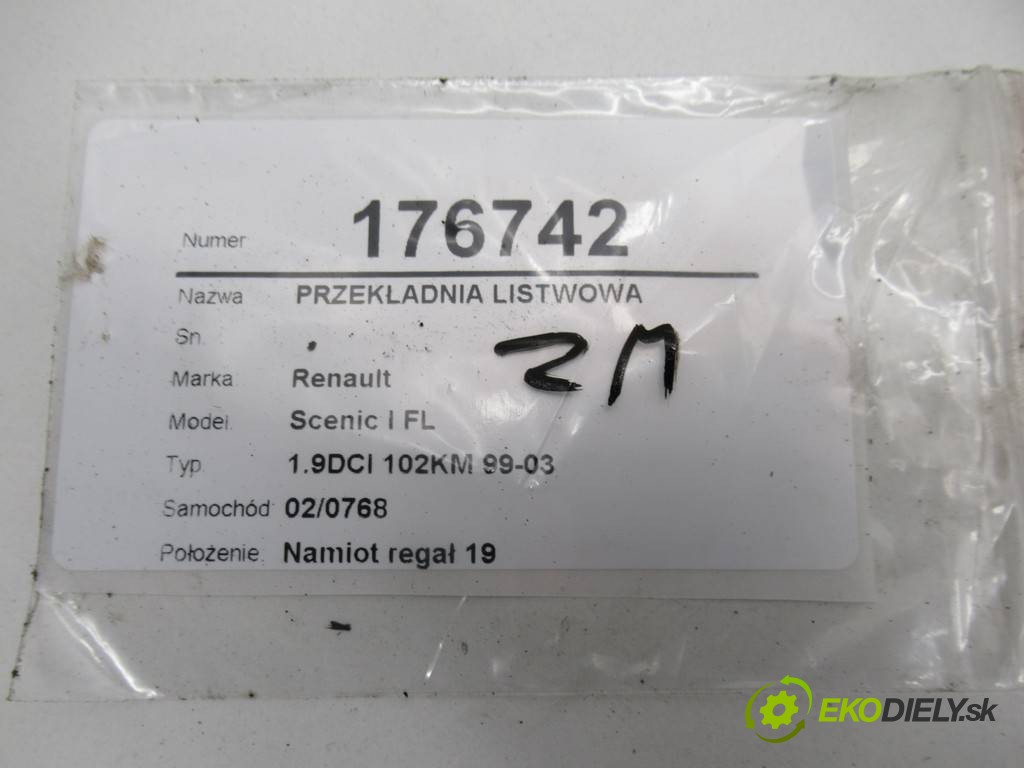 Numer 176742
Nazwa PRZEKŁADNIA LISTWOWA
Sn.
Marka Renault
Model. Scenic I FL
Typ. 1.9DCI 102KM 99-03
Samochód 02/0768
Położenie. Namiot regał 19
ZM
EKODIELY.sk